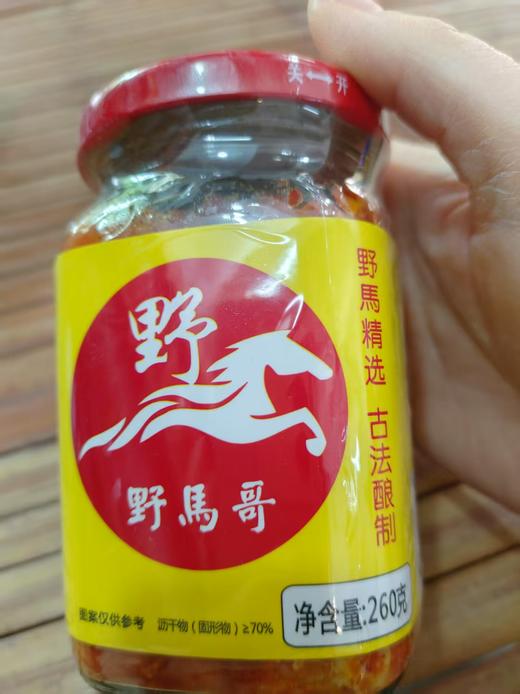 关↔开
野
野馬哥
野馬精选 古法酿制
图案仅供参考 沥干物（固形物）≥70%
净含量:260克